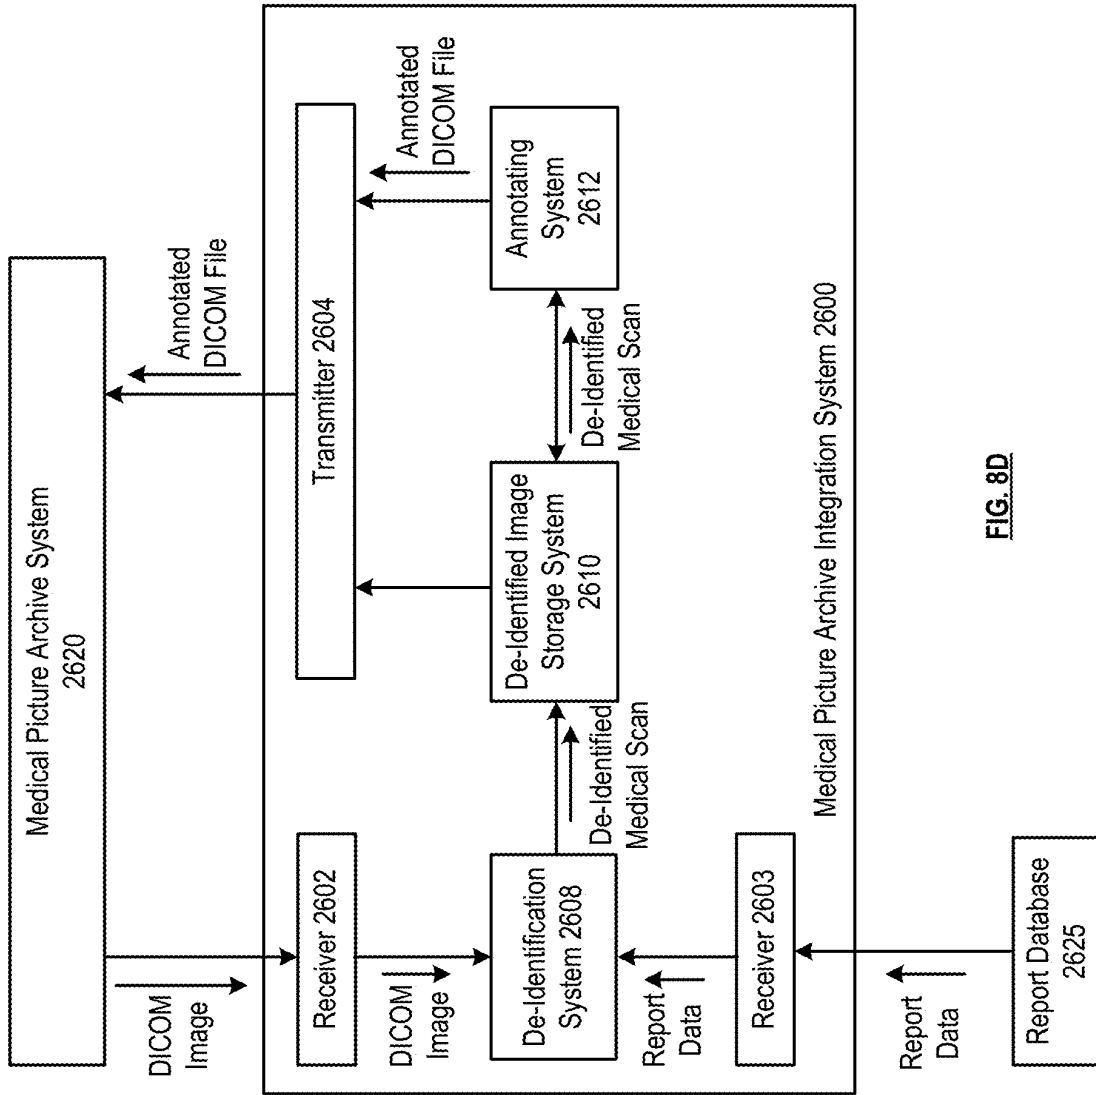 Medical Picture Archive System
2620
DICOM
Image
Annotated
DICOM File
Receiver 2602
Transmitter 2604
DICOM
Image
Annotated
DICOM File
De-Identification
System 2608
De-Identified Image
Storage System
2610
Annotating
System
2612
De-Identified
Medical Scan
De-Identified
Medical Scan
Report
Data
Receiver 2603
Medical Picture Archive Integration System 2600
Report
Data
Report Database
2625
FIG. 8D